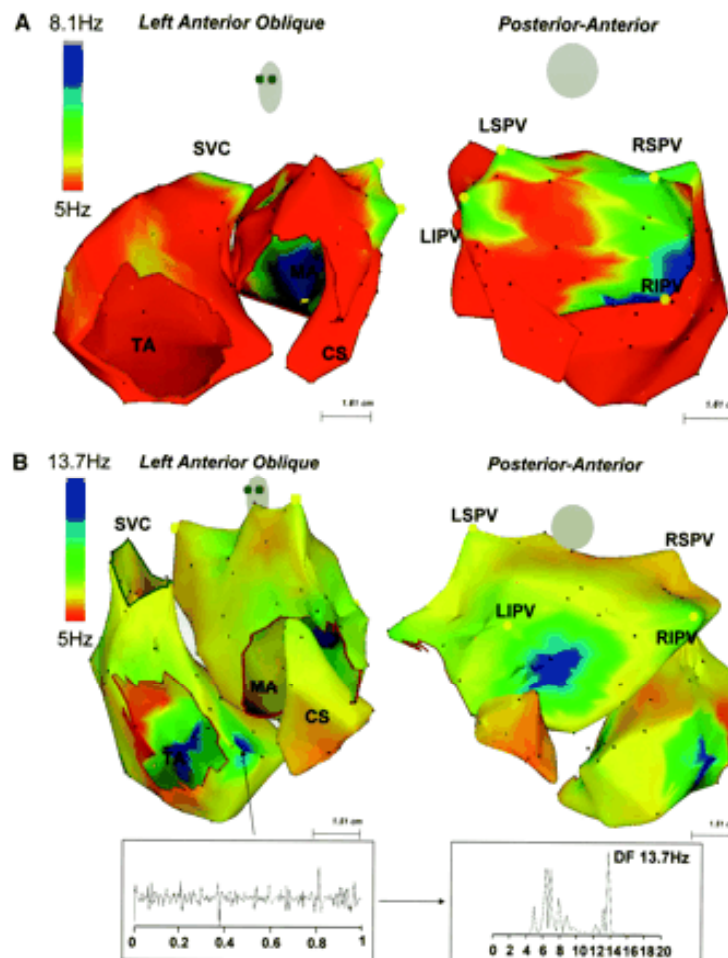 A
8.1Hz
Left Anterior Oblique
Posterior-Anterior
SVC
LSPV
RSPV
5Hz
LIPV
MA
RIPV
TA
CS
1.01 cm
B
13.7Hz
Left Anterior Oblique
Posterior-Anterior
SVC
LSPV
RSPV
LIPV
RIPV
5Hz
MA
CS
TA
1.01 cm
DF 13.7Hz
0 0.2 0.4 0.6 0.8 1
0 2 4 6 8 10 12 14 16 18 20